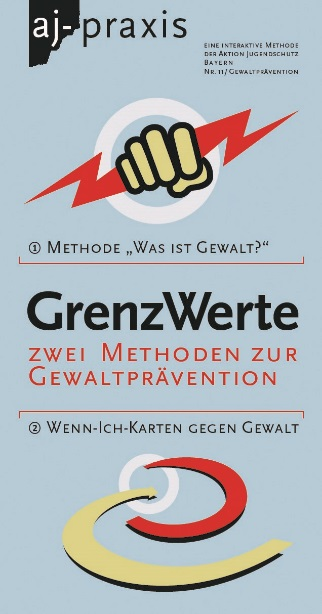 aj-praxis
EINE INTERAKTIVE METHODE
DER AKTION JUGENDSCHUTZ
BAYERN
NR. 11/GEWALTPRÄVENTION
① METHODE „WAS IST GEWALT?“
GrenzWerte
ZWEI METHODEN ZUR
GEWALTPRÄVENTION
② WENN-ICH-KARTEN GEGEN GEWALT